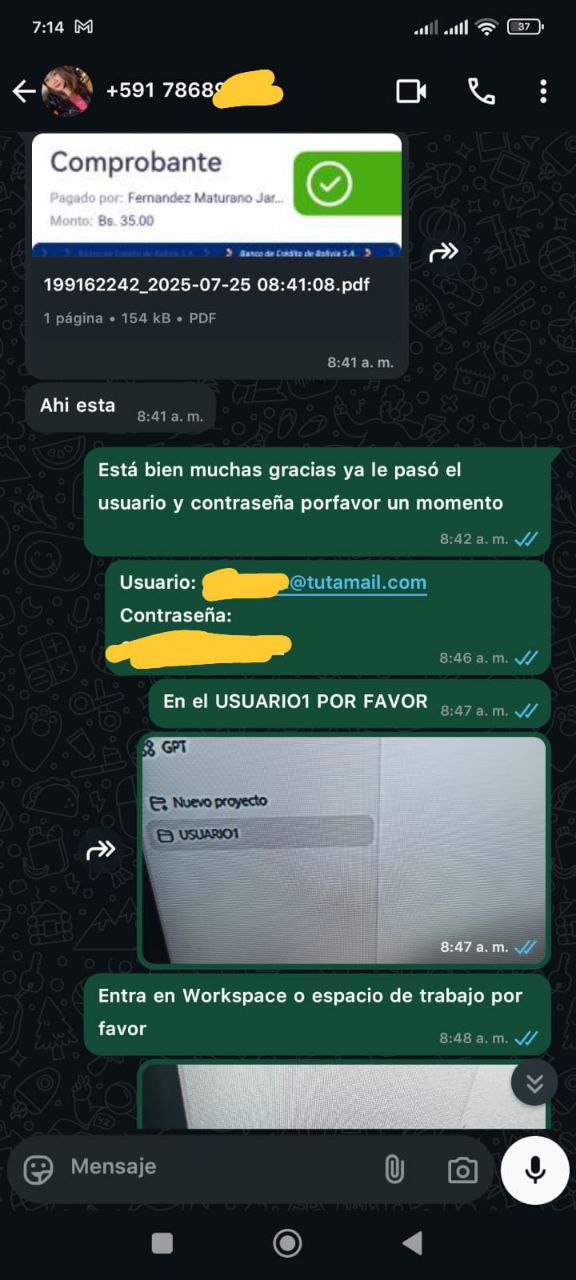 7:14
37
+591 7868
Comprobante
Pagado por: Fernandez Maturano Jar...
Monto: Bs. 35.00
Banco de Crédito de Bolivia S.A.
199162242_2025-07-25 08:41:08.pdf
1 página • 154 kB • PDF
8:41 a. m.
Ahi esta
8:41 a. m.
Está bien muchas gracias ya le pasó el
usuario y contraseña porfavor un momento
8:42 a. m.
Usuario: @tutamail.com
Contraseña:
8:46 a. m.
En el USUARIO1 POR FAVOR
8:47 a. m.
GPT
Nuevo proyecto
USUARIO1
8:47 a. m.
Entra en Workspace o espacio de trabajo por
favor
8:48 a. m.
Mensaje